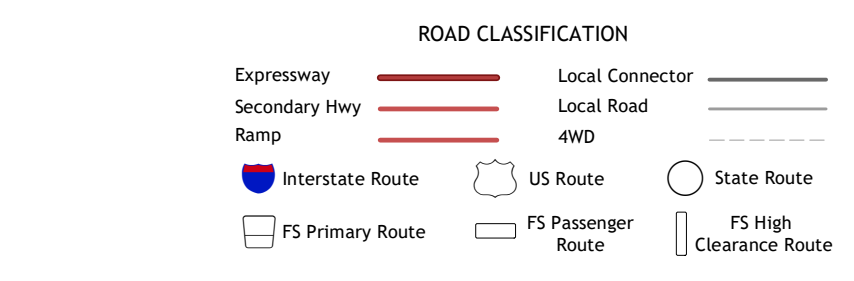 ROAD CLASSIFICATION
Expressway
Local Connector
Secondary Hwy
Local Road
Ramp
4WD
Interstate Route
US Route
State Route
FS Primary Route
FS Passenger
Route
FS High
Clearance Route